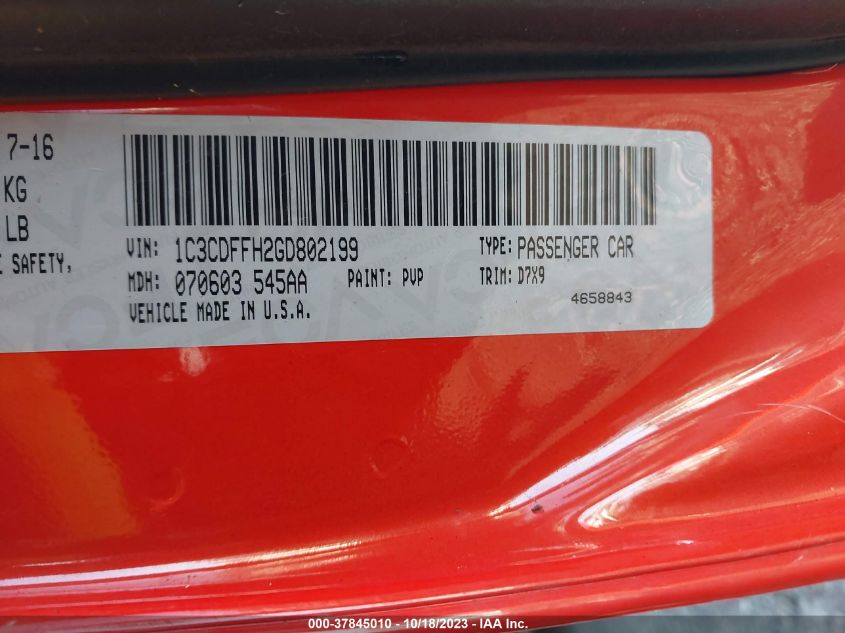 7-16
KG
LB
E SAFETY,
VIN: 1C3CDFFH2GD802199 TYPE: PASSENGER CAR
MDH: 070603 545AA PAINT: PVP TRIM: D7X9
VEHICLE MADE IN U.S.A. 4658843
000-37845010 - 10/18/2023 - IAA Inc.